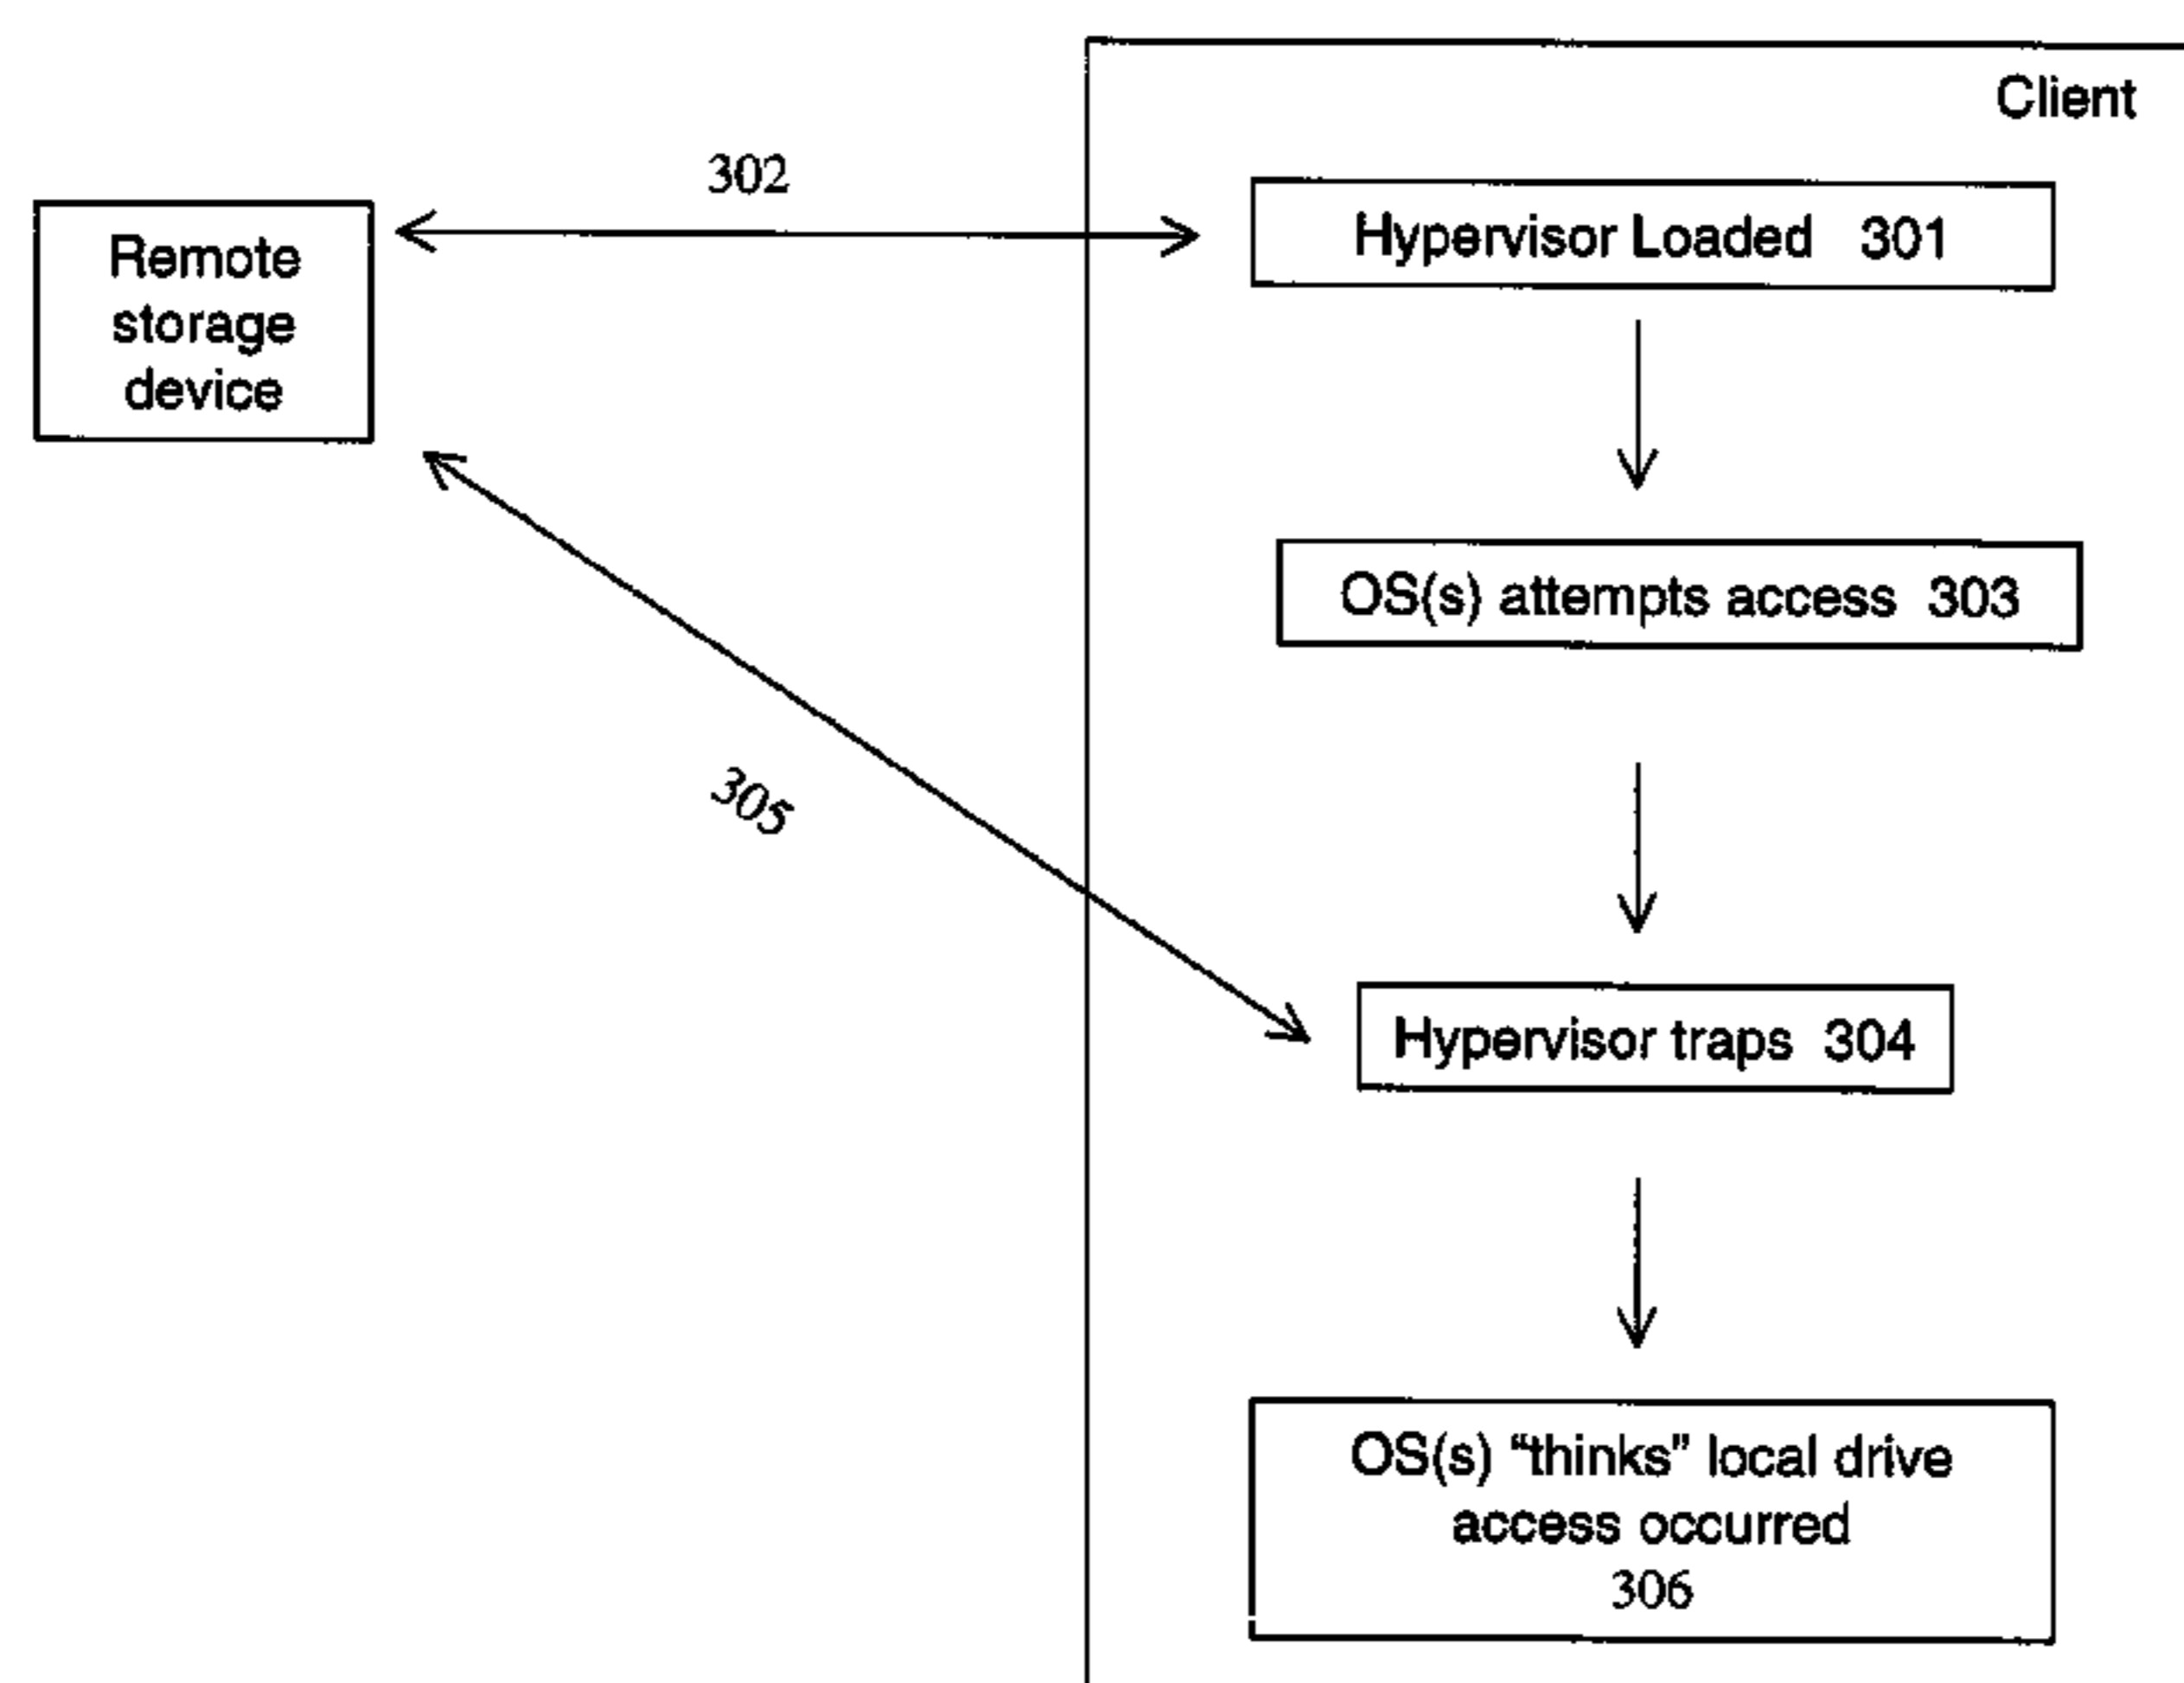 Client
302
Remote
storage
device
Hypervisor Loaded 301
OS(s) attempts access 303
305
Hypervisor traps 304
OS(s) “thinks” local drive
access occurred
306